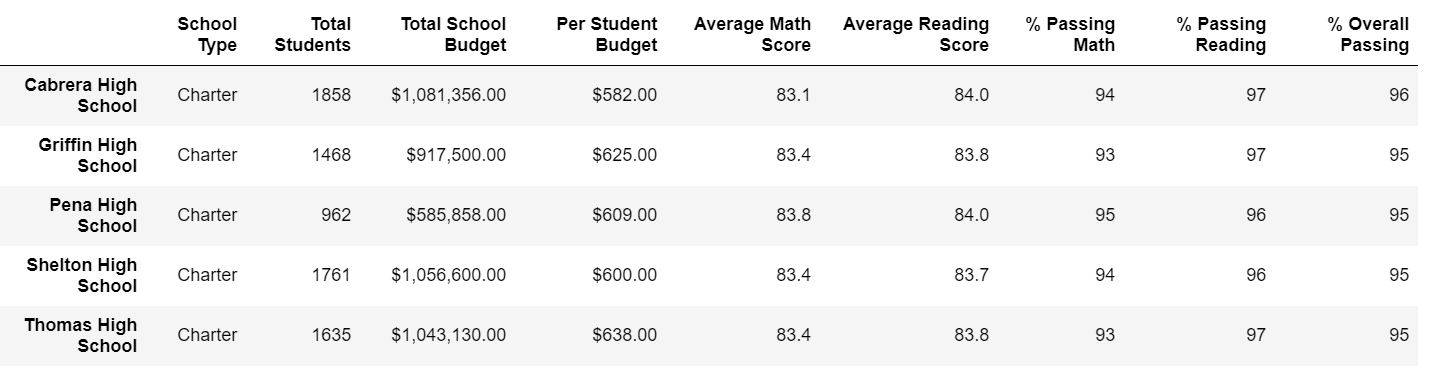 School Type Total Students Total School Budget Per Student Budget Average Math Score Average Reading Score % Passing Math % Passing Reading % Overall Passing
Cabrera High School Charter 1858 $1,081,356.00 $582.00 83.1 84.0 94 97 96
Griffin High School Charter 1468 $917,500.00 $625.00 83.4 83.8 93 97 95
Pena High School Charter 962 $585,858.00 $609.00 83.8 84.0 95 96 95
Shelton High School Charter 1761 $1,056,600.00 $600.00 83.4 83.7 94 96 95
Thomas High School Charter 1635 $1,043,130.00 $638.00 83.4 83.8 93 97 95